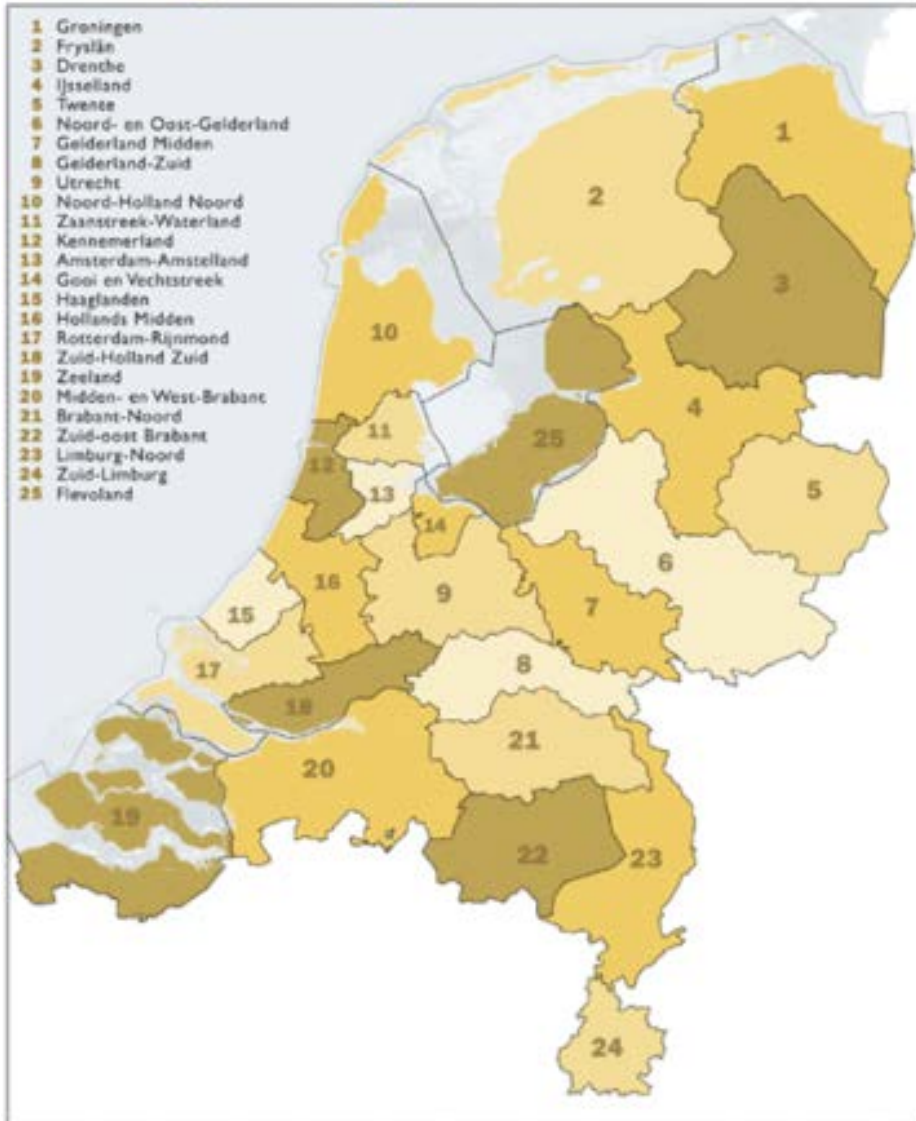 1 Groningen
2 Fryslân
3 Drenthe
4 IJsselland
5 Twente
6 Noord- en Oost-Gelderland
7 Gelderland Midden
8 Gelderland-Zuid
9 Utrecht
10 Noord-Holland Noord
11 Zaanstreek-Waterland
12 Kennemerland
13 Amsterdam-Amstelland
14 Gooi en Vechtstreek
15 Haaglanden
16 Hollands Midden
17 Rotterdam-Rijnmond
18 Zuid-Holland Zuid
19 Zeeland
20 Midden- en West-Brabant
21 Brabant-Noord
22 Zuid-oost Brabant
23 Limburg-Noord
24 Zuid-Limburg
25 Flevoland
1
2
3
10
4
11
25
12
13
5
14
6
16
9
7
15
8
17
18
21
20
19
22
23
24